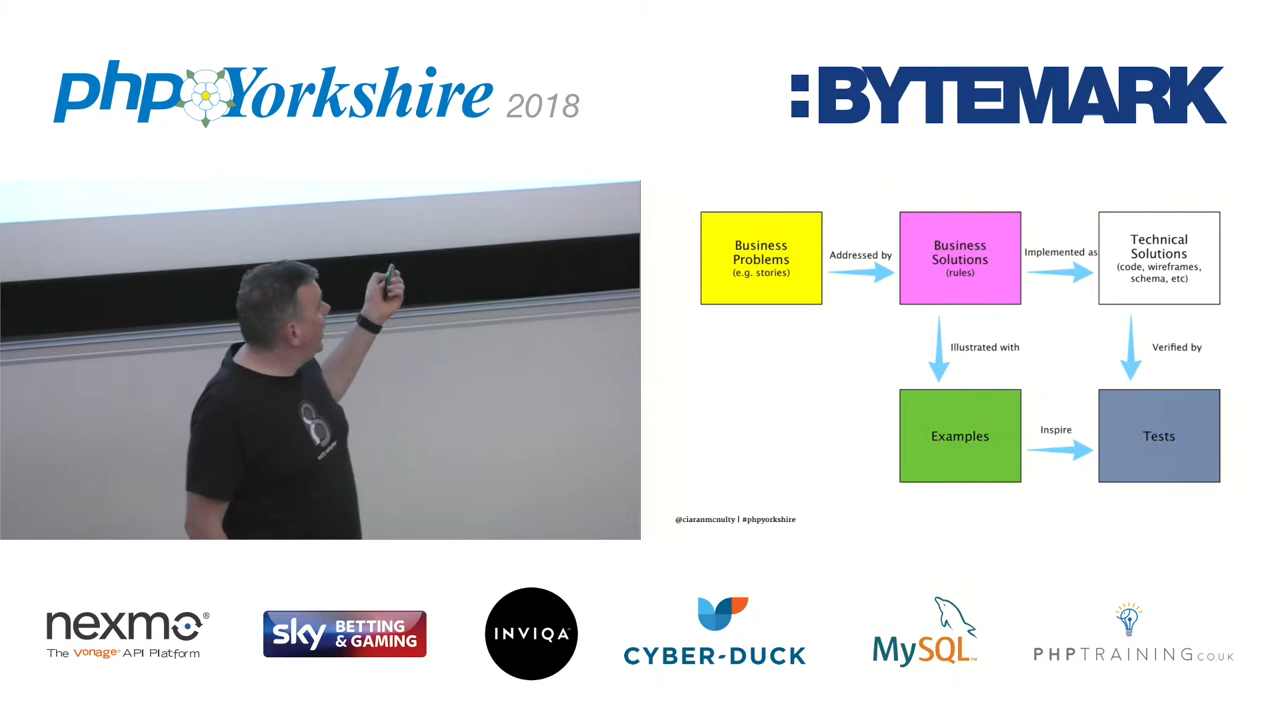 php Yorkshire 2018
:BYTEMARK
Business
Problems
(e.g. stories)
Addressed by
Business
Solutions
(rules)
Implemented as
Technical
Solutions
(code, wireframes,
schema, etc)
Illustrated with
Verified by
Examples
Inspire
Tests
@ciaranmcnulty | #phpyorkshire
nexmo®
The Vonage® API Platform
sky BETTING
& GAMING
INVIQA™
CYBER-DUCK
MySQL™
PHPTRAINING.CO.UK